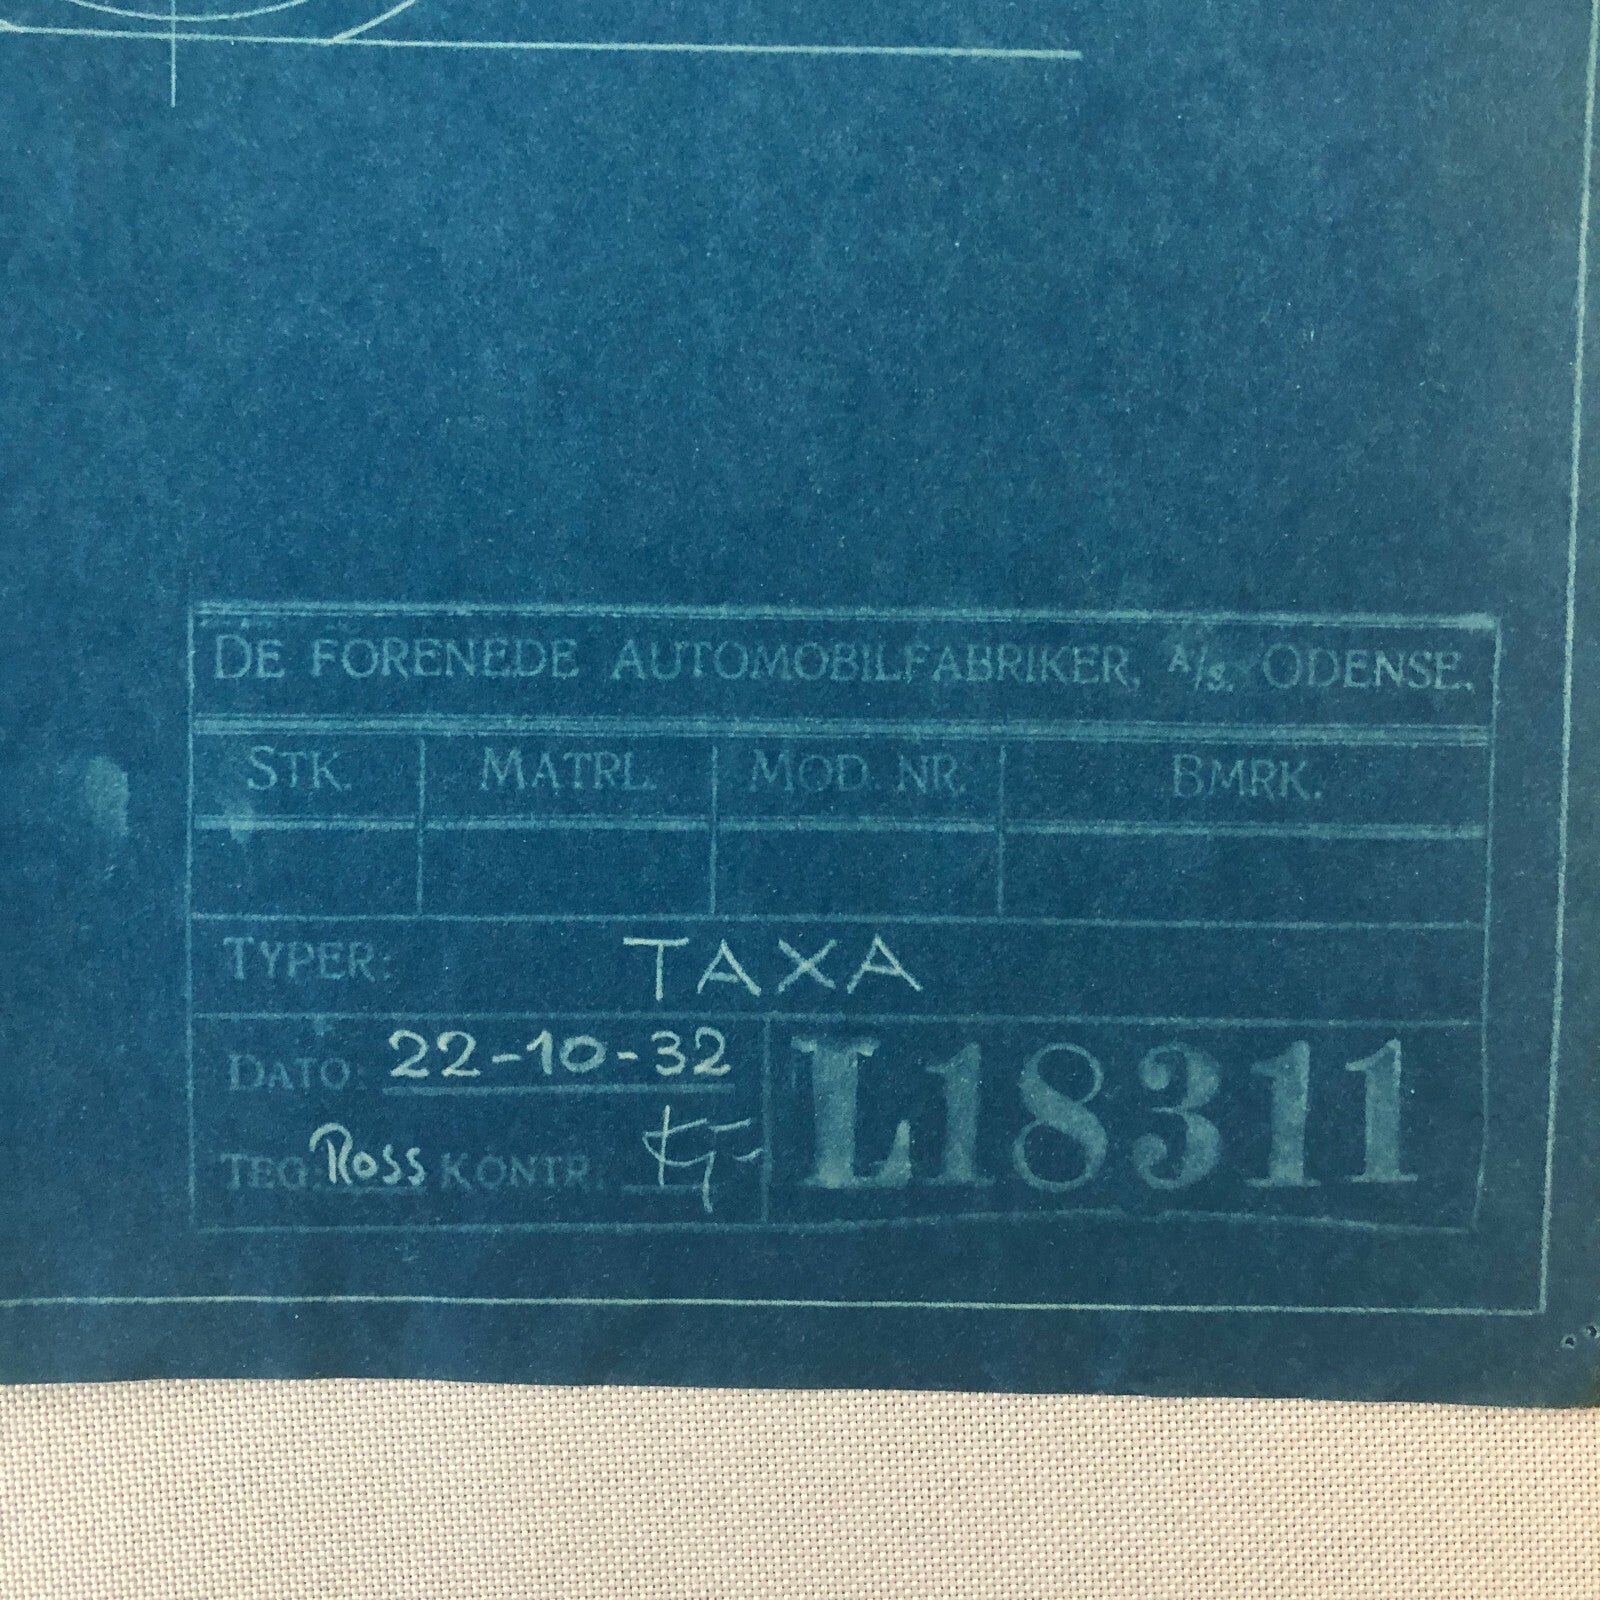 DE FORENEDE AUTOMOBILFABRIKER, A/S. ODENSE.
STK. MATRL. MOD. NR. BMRK.
TYPER: TAXA
DATO: 22-10-32
TEG: Ross KONTR:
L18311